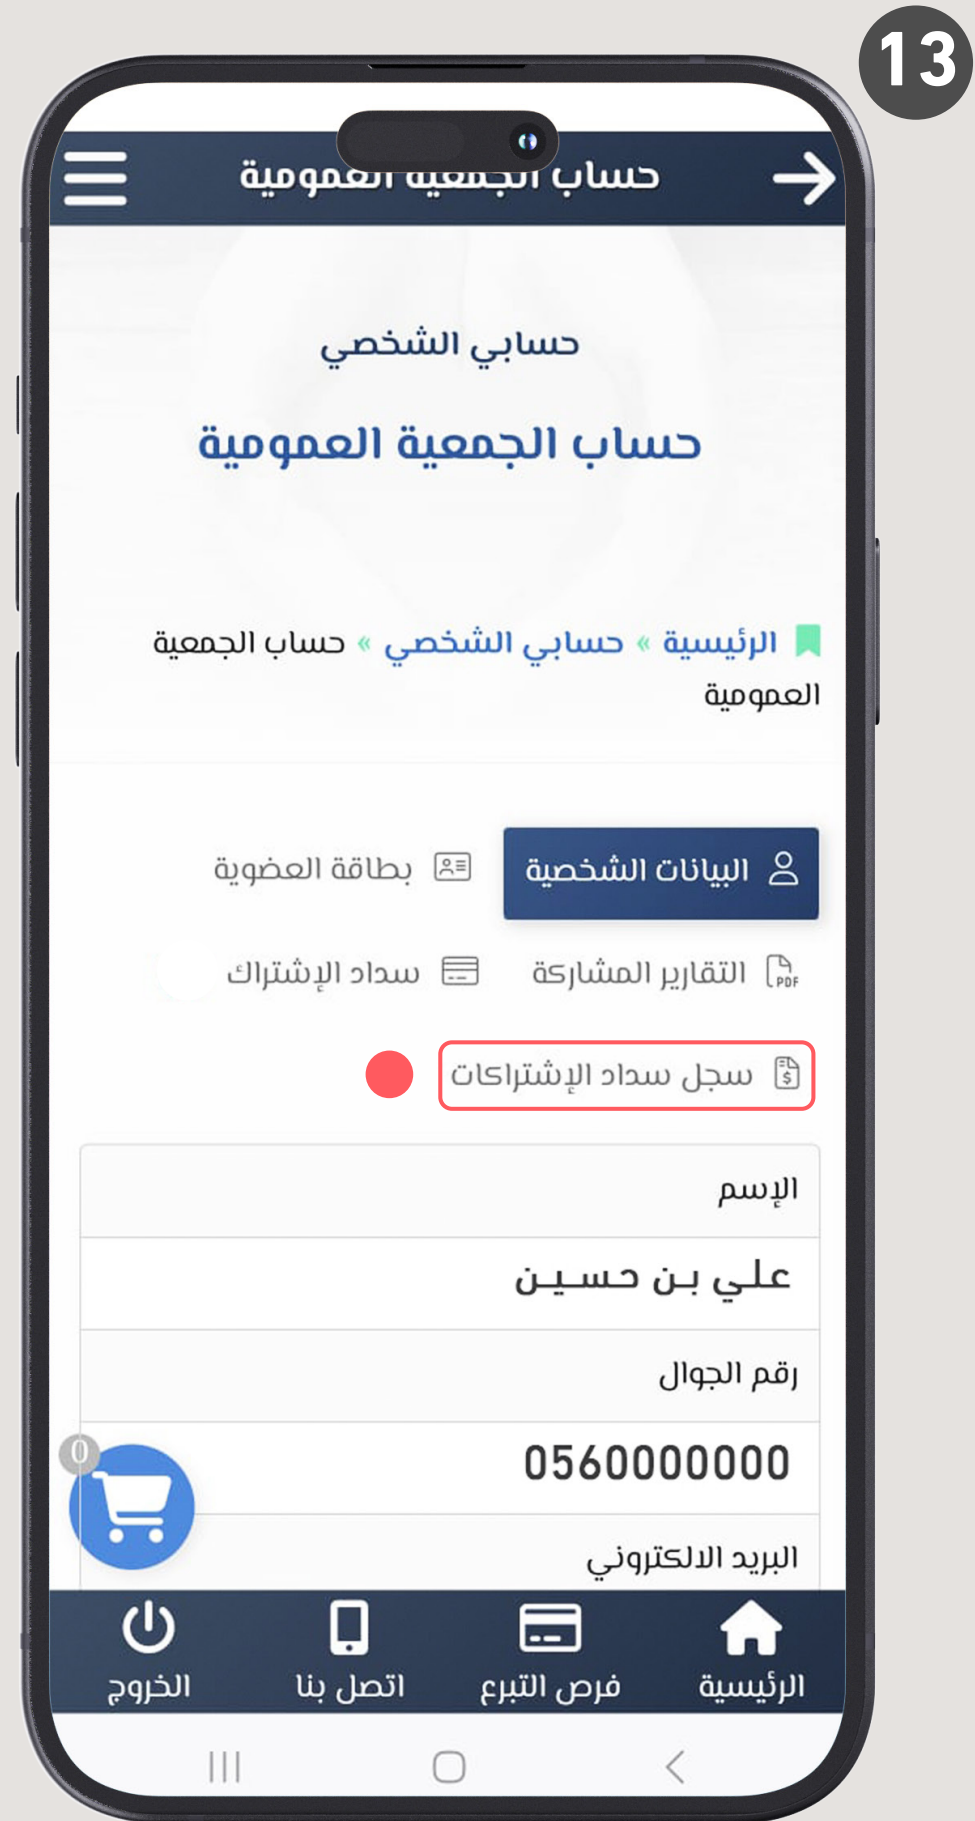 13
حساب الجمعية العمومية
حسابي الشخصي
حساب الجمعية العمومية
الرئيسية » حسابي الشخصي » حساب الجمعية
العمومية
البيانات الشخصية
بطاقة العضوية
PDF التقارير المشاركة
سداد الإشتراك
سجل سداد الإشتراكات
الإسم
علي بن حسين
رقم الجوال
0560000000
0
البريد الالكتروني
الرئيسية
فرص التبرع
اتصل بنا
الخروج